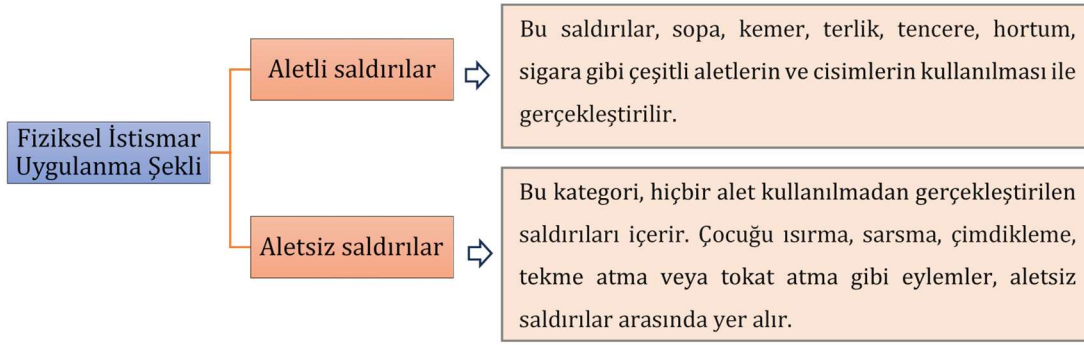 Fiziksel İstismar
Uygulanma Şekli
Aletli saldırılar
Bu saldırılar, sopa, kemer, terlik, tencere, hortum,
sigara gibi çeşitli aletlerin ve cisimlerin kullanılması ile
gerçekleştirilir.
Aletsiz saldırılar
Bu kategori, hiçbir alet kullanılmadan gerçekleştirilen
saldırıları içerir. Çocuğu ısırma, sarsma, çimdikleme,
tekme atma veya tokat atma gibi eylemler, aletsiz
saldırılar arasında yer alır.